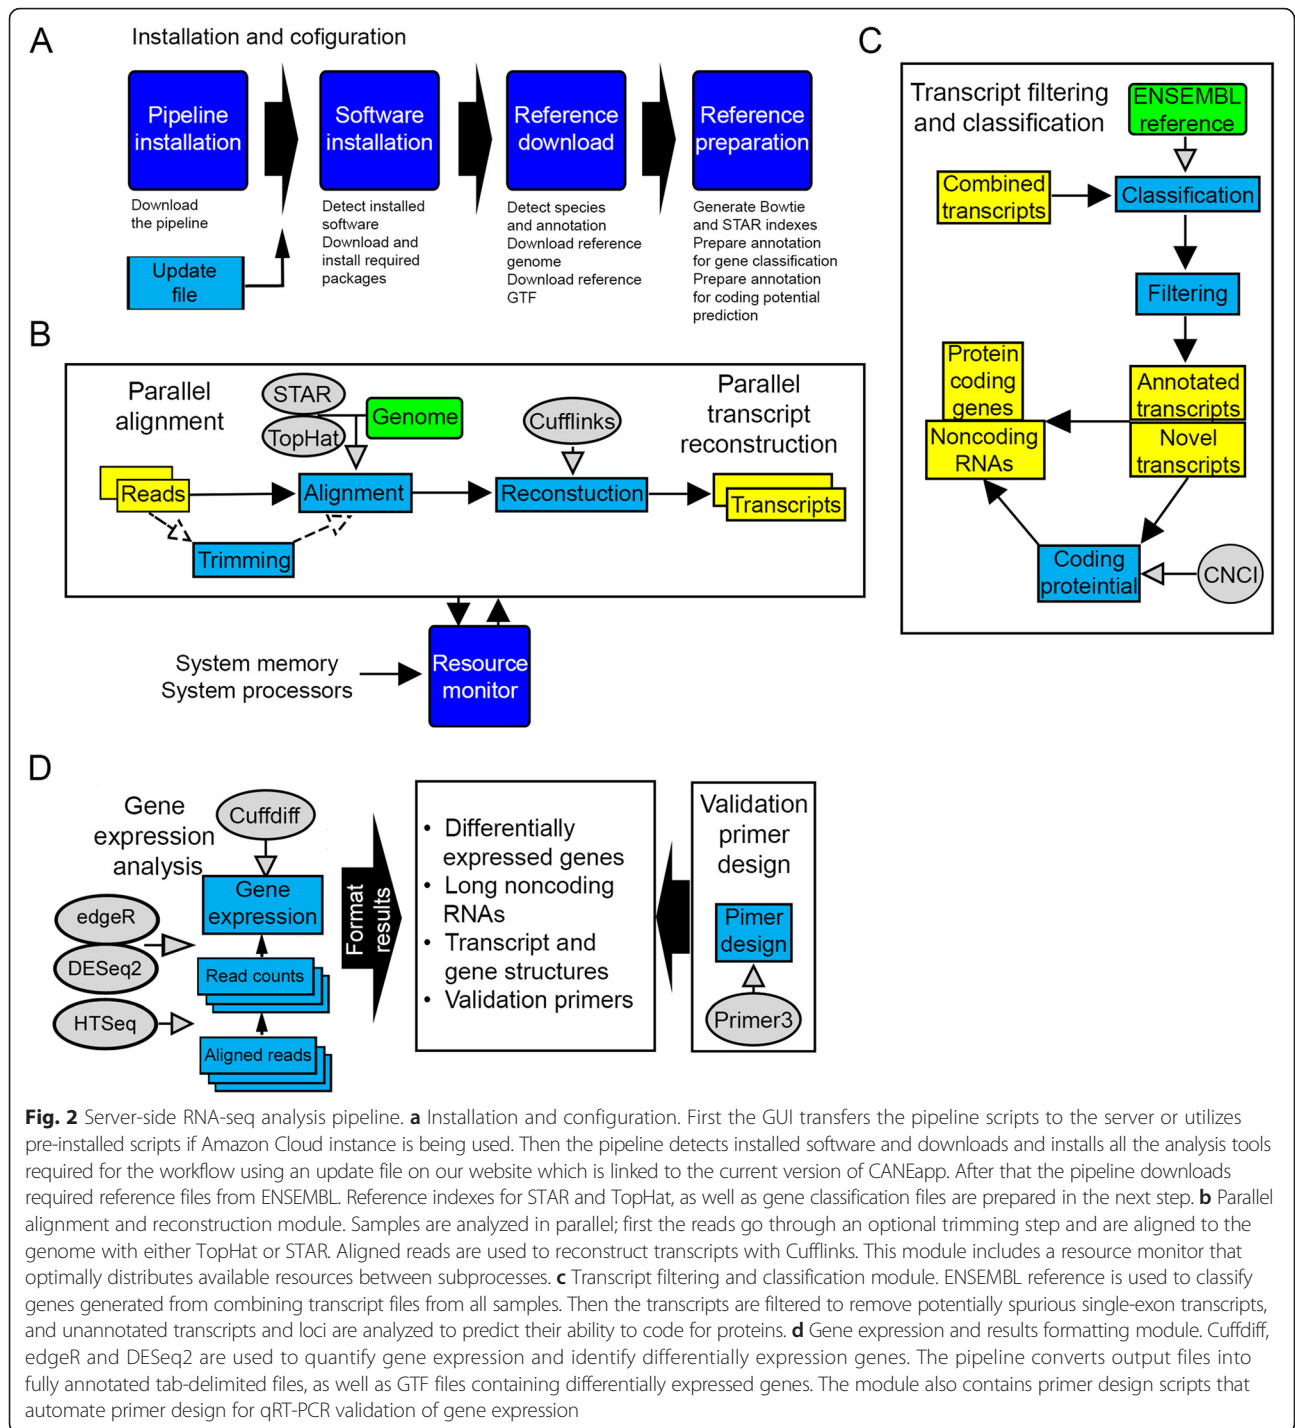 A
Installation and cofiguration
Pipeline
installation
Software
installation
Reference
download
Reference
preparation
Download
the pipeline
Detect installed
software
Download and
install required
packages
Detect species
and annotation
Download reference
genome
Download reference
GTF
Generate Bowtie
and STAR indexes
Prepare annotation
for gene classification
Prepare annotation
for coding potential
prediction
Update
file
B
Parallel
alignment
STAR
TopHat
Genome
Cufflinks
Parallel
transcript
reconstruction
Reads
Alignment
Reconstuction
Transcripts
Trimming
System memory
System processors
Resource
monitor
C
Transcript filtering
and classification
ENSEMBL
reference
Combined
transcripts
Classification
Filtering
Protein
coding
genes
Noncoding
RNAs
Annotated
transcripts
Novel
transcripts
Coding
proteintial
CNCI
D
Gene
expression
analysis
Cuffdiff
Gene
expression
edgeR
DESeq2
Read counts
HTSeq
Aligned reads
Format
results
• Differentially
expressed genes
• Long noncoding
RNAs
• Transcript and
gene structures
• Validation primers
Validation
primer
design
Pimer
design
Primer3
Fig. 2 Server-side RNA-seq analysis pipeline. a Installation and configuration. First the GUI transfers the pipeline scripts to the server or utilizes
pre-installed scripts if Amazon Cloud instance is being used. Then the pipeline detects installed software and downloads and installs all the analysis tools
required for the workflow using an update file on our website which is linked to the current version of CANEapp. After that the pipeline downloads
required reference files from ENSEMBL. Reference indexes for STAR and TopHat, as well as gene classification files are prepared in the next step. b Parallel
alignment and reconstruction module. Samples are analyzed in parallel; first the reads go through an optional trimming step and are aligned to the
genome with either TopHat or STAR. Aligned reads are used to reconstruct transcripts with Cufflinks. This module includes a resource monitor that
optimally distributes available resources between subprocesses. c Transcript filtering and classification module. ENSEMBL reference is used to classify
genes generated from combining transcript files from all samples. Then the transcripts are filtered to remove potentially spurious single-exon transcripts,
and unannotated transcripts and loci are analyzed to predict their ability to code for proteins. d Gene expression and results formatting module. Cuffdiff,
edgeR and DESeq2 are used to quantify gene expression and identify differentially expression genes. The pipeline converts output files into
fully annotated tab-delimited files, as well as GTF files containing differentially expressed genes. The module also contains primer design scripts that
automate primer design for qRT-PCR validation of gene expression